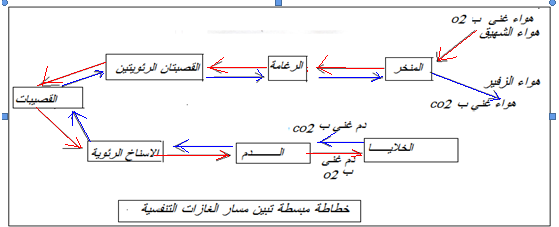 هواء غني ب o2
هواء الشهيق
المنخر
الرغامة
القصبتان الرئويتين
هواء الزفير
هواء غني ب co2
القصيبات
دم غني ب co2
الاسناخ الرئوية
الـــــدم
الخلايـــا
دم غني
ب o2
خطاطة مبسطة تبين مسار الغازات التنفسية